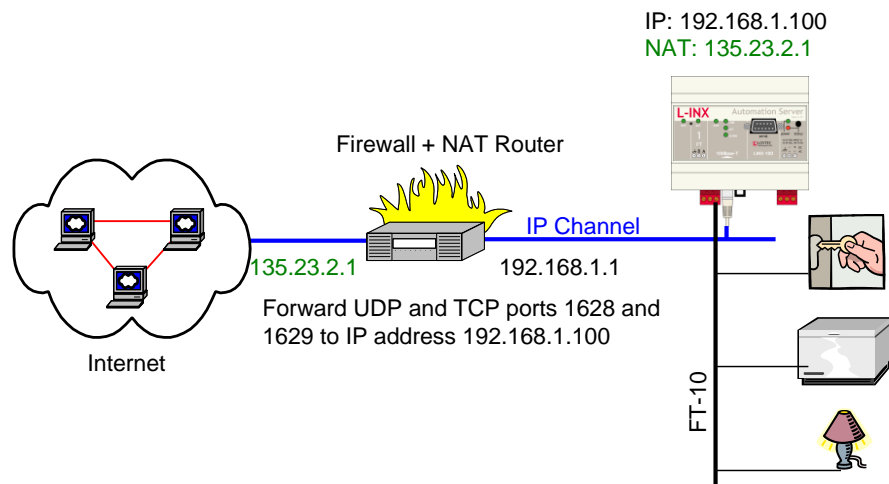 IP: 192.168.1.100
NAT: 135.23.2.1
L-INX Automation Server
Firewall + NAT Router
IP Channel
135.23.2.1
192.168.1.1
Forward UDP and TCP ports 1628 and
1629 to IP address 192.168.1.100
Internet
FT-10